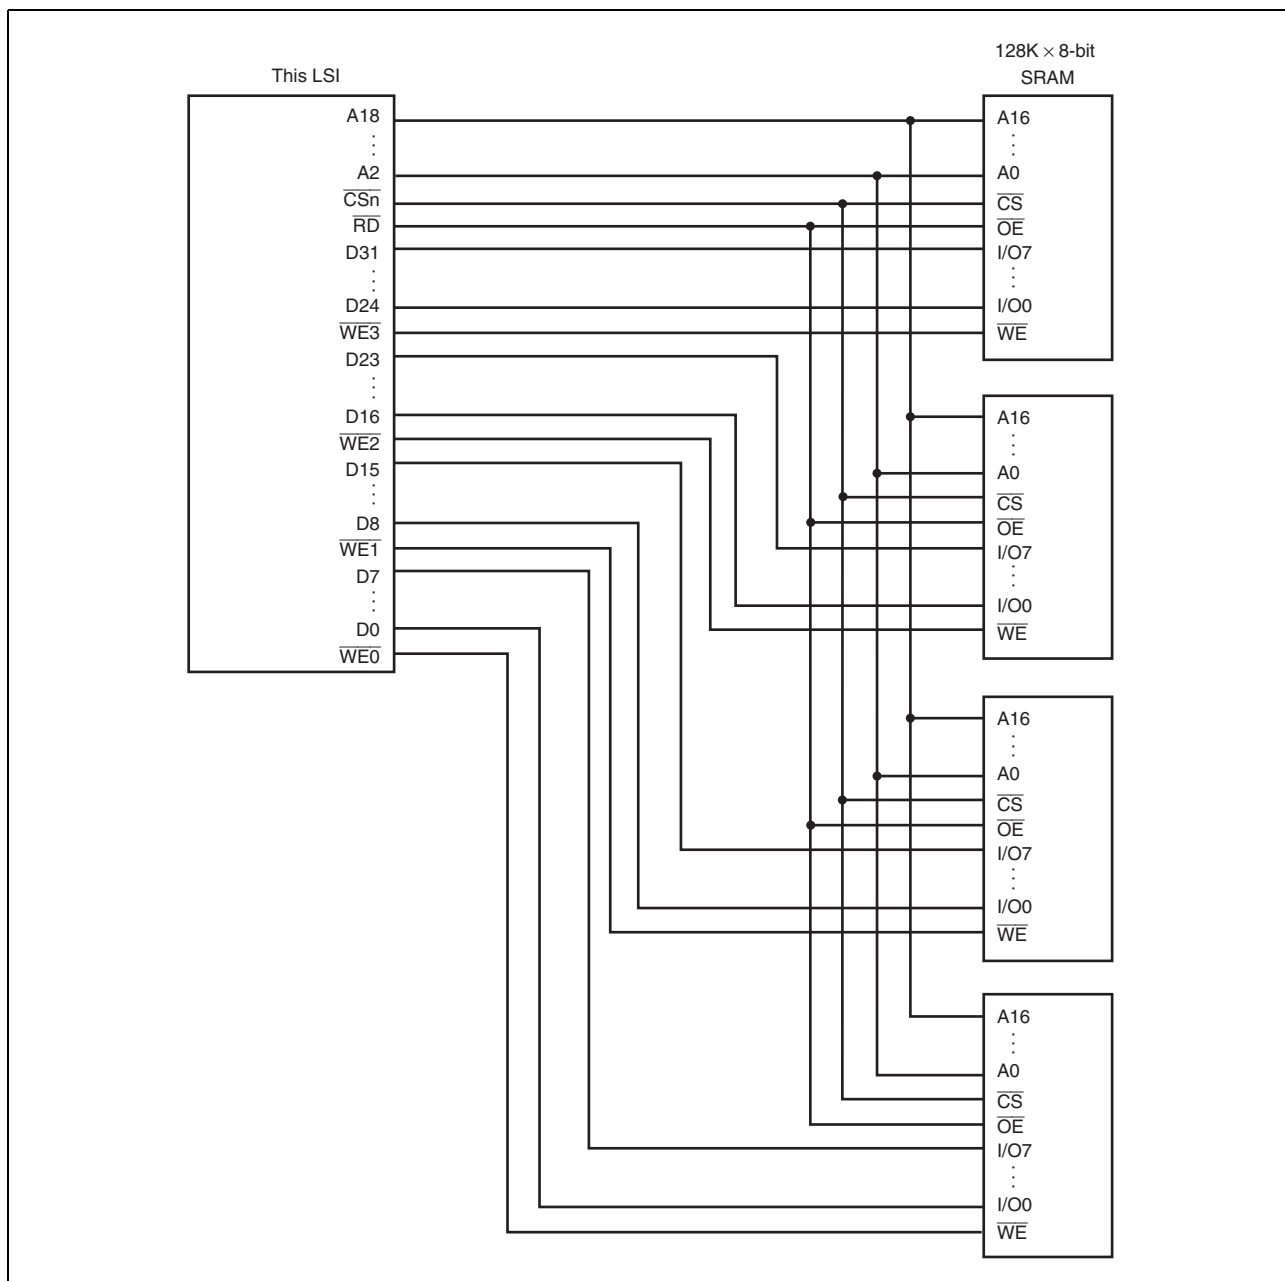 This LSI
A18
A2
CSn
RD
D31
D24
WE3
D23
D16
WE2
D15
D8
WE1
D7
D0
WE0
128K × 8-bit
SRAM
A16
A0
CS
OE
I/O7
I/O0
WE
A16
A0
CS
OE
I/O7
I/O0
WE
A16
A0
CS
OE
I/O7
I/O0
WE
A16
A0
CS
OE
I/O7
I/O0
WE